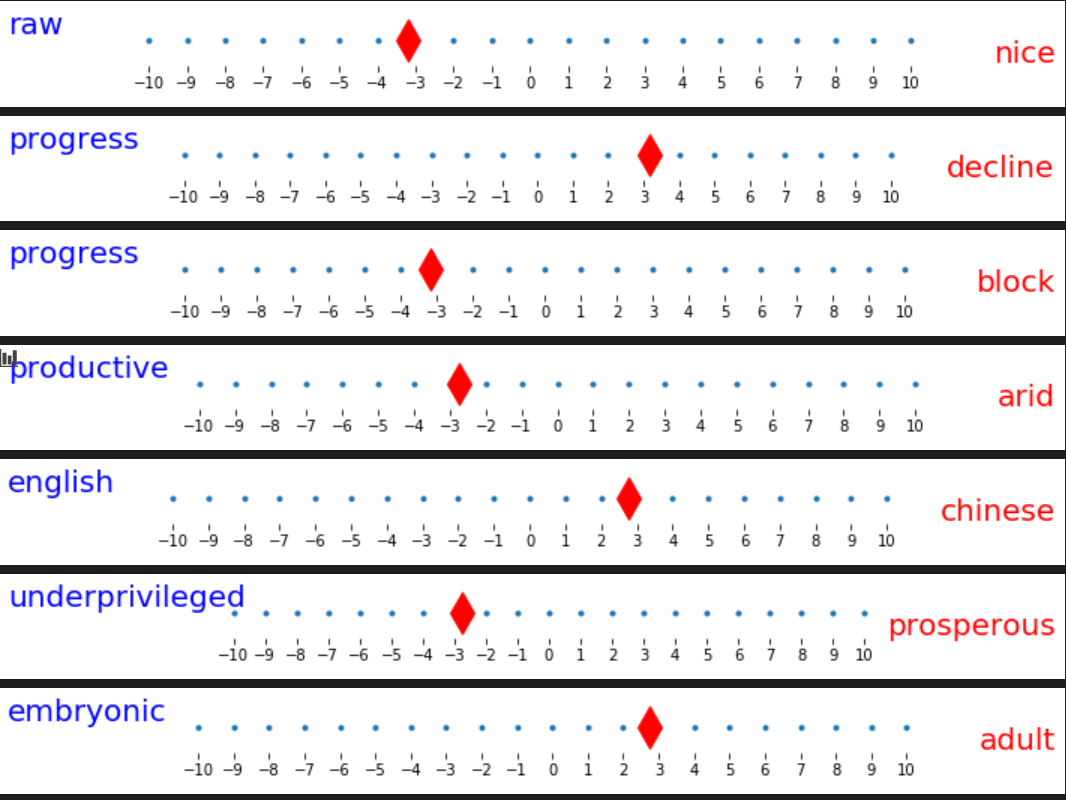 raw
nice
−10 −9 −8 −7 −6 −5 −4 −3 −2 −1 0 1 2 3 4 5 6 7 8 9 10
progress
decline
−10 −9 −8 −7 −6 −5 −4 −3 −2 −1 0 1 2 3 4 5 6 7 8 9 10
progress
block
−10 −9 −8 −7 −6 −5 −4 −3 −2 −1 0 1 2 3 4 5 6 7 8 9 10
productive
arid
−10 −9 −8 −7 −6 −5 −4 −3 −2 −1 0 1 2 3 4 5 6 7 8 9 10
english
chinese
−10 −9 −8 −7 −6 −5 −4 −3 −2 −1 0 1 2 3 4 5 6 7 8 9 10
underprivileged
prosperous
−10 −9 −8 −7 −6 −5 −4 −3 −2 −1 0 1 2 3 4 5 6 7 8 9 10
embryonic
adult
−10 −9 −8 −7 −6 −5 −4 −3 −2 −1 0 1 2 3 4 5 6 7 8 9 10